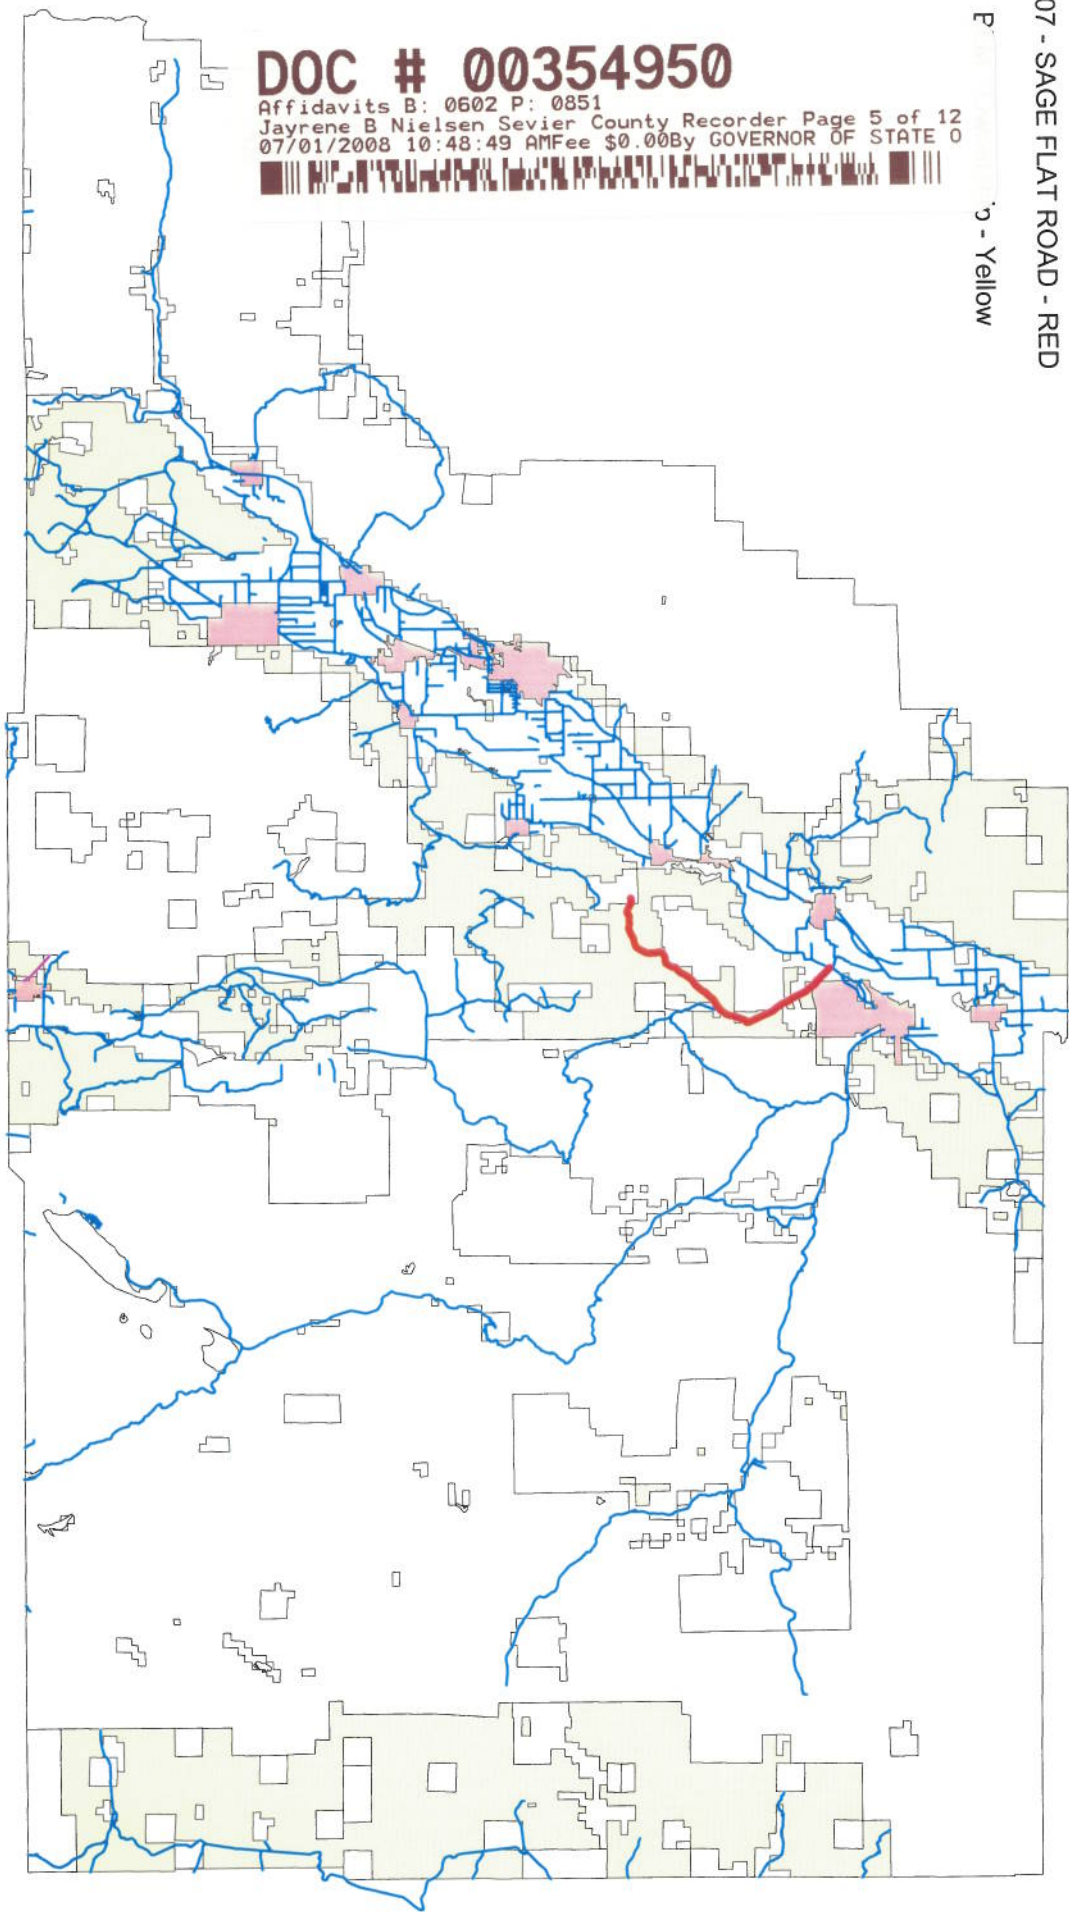 07 - SAGE FLAT ROAD - RED
- Yellow
DOC # 00354950
Affidavits B: 0602 P: 0851
Jayrene B Nielsen Sevier County Recorder Page 5 of 12
07/01/2008 10:48:49 AMFee $0.00By GOVERNOR OF STATE O